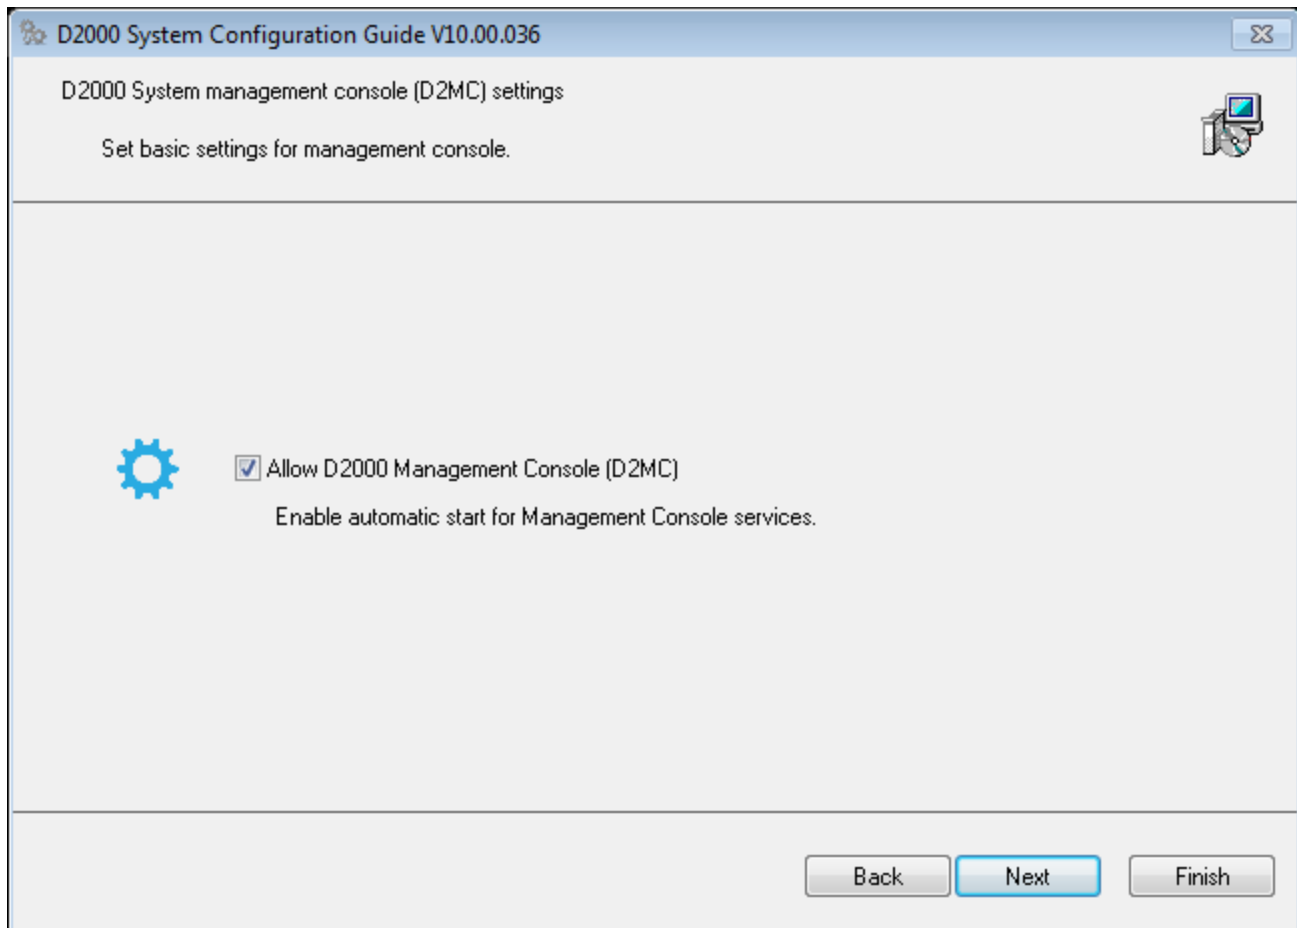 D2000 System Configuration Guide V10.00.036
D2000 System management console (D2MC) settings
Set basic settings for management console.
Allow D2000 Management Console (D2MC)
Enable automatic start for Management Console services.
Back Next Finish